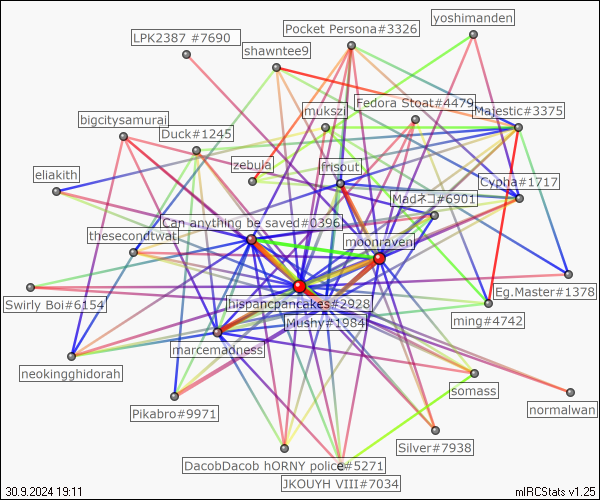 yoshimanden
Pocket Persona#3326
LPK2387 #7690
shawntee9
Fedora Stoat#4479
mukszi
Majestic#3375
bigcitysamurai
Duck#1245
zebula
frisout
eliakith
Cypha#1717
Madネコ#6901
Can anything be saved#0396
thesecondtwat
moonraven
Eg.Master#1378
Swirly Boi#6154
hispancpancakes#2928
ming#4742
Mushy#1984
marcemadness
neokingghidorah
somass
Pikabro#9971
normalwan
Silver#7938
DacobDacob hORNY police#5271
JKOUYH VIII#7034
30.9.2024 19:11
mIRCStats v1.25